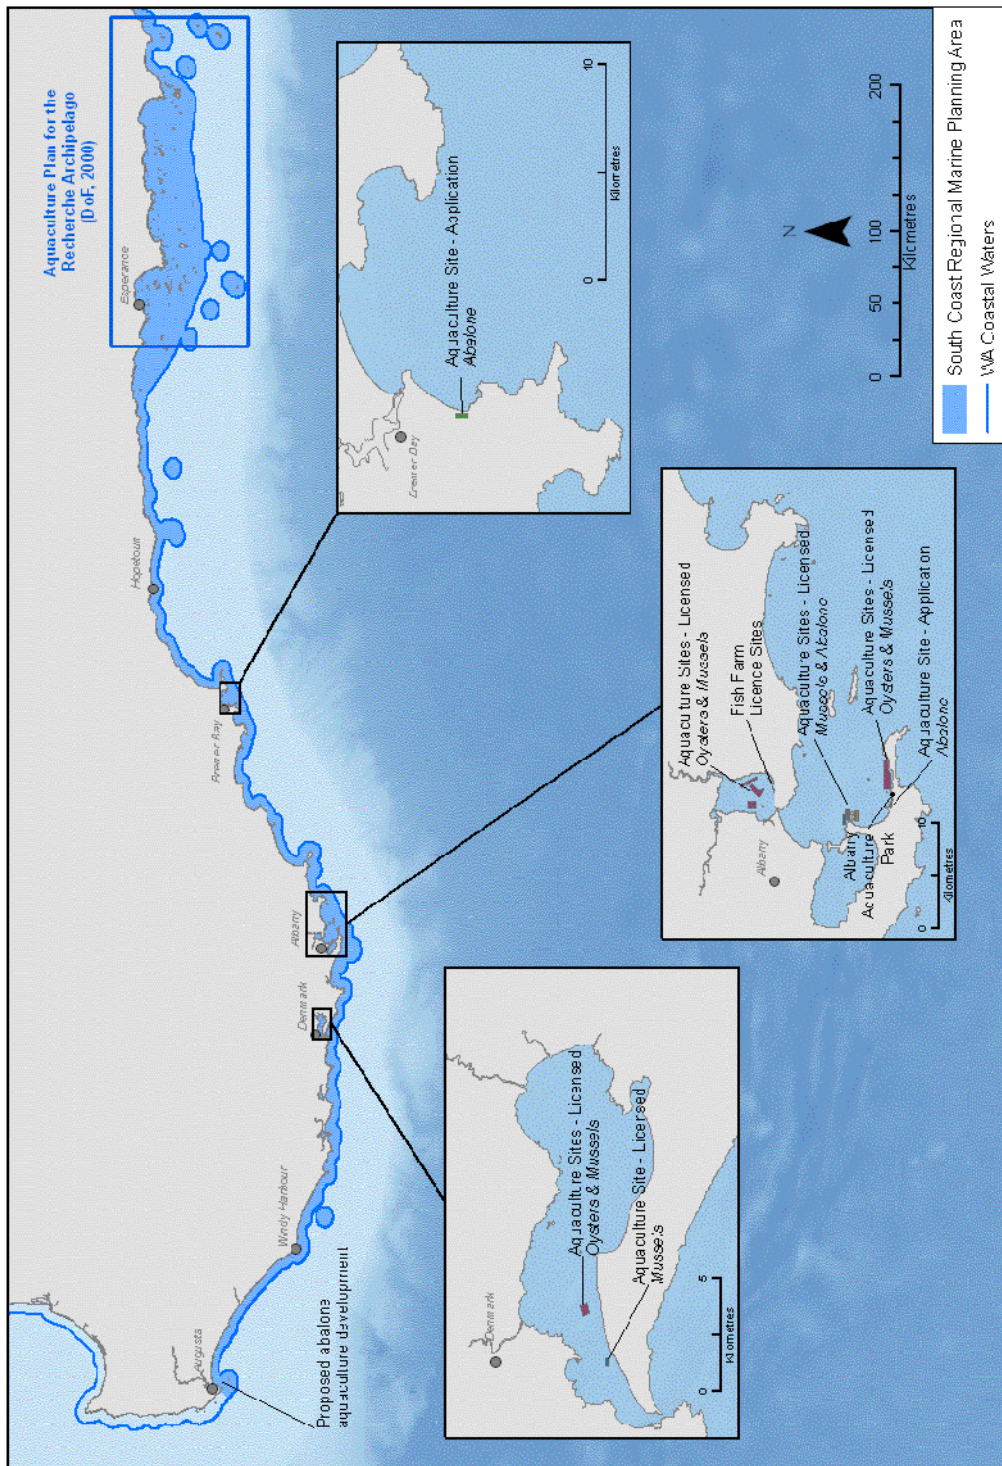 Aquaculture Plan for the
Recherche Archipelago
(DoF, 2000)
Esperance
Hopetoun
Bremer Bay
Albany
Denmark
Windy Harbour
Augusta
Proposed abalone
aquaculture development
Bremer Bay
Aquaculture Site - Application
Abalone
0
10
Kilometres
Aquaculture Sites - Licensed
Oysters & Mussels
Fish Farm
Licence Sites
Albany
Aquaculture Sites - Licensed
Mussels & Abalone
Aquaculture Sites - Licensed
Oysters & Mussels
Albany
Aquaculture
Park
Aquaculture Site - Application
Abalone
0
10
Kilometres
Denmark
Aquaculture Sites - Licensed
Oysters & Mussels
Aquaculture Site - Licensed
Mussels
0
5
Kilometres
N
0
50
100
200
Kilometres
South Coast Regional Marine Planning Area
WA Coastal Waters